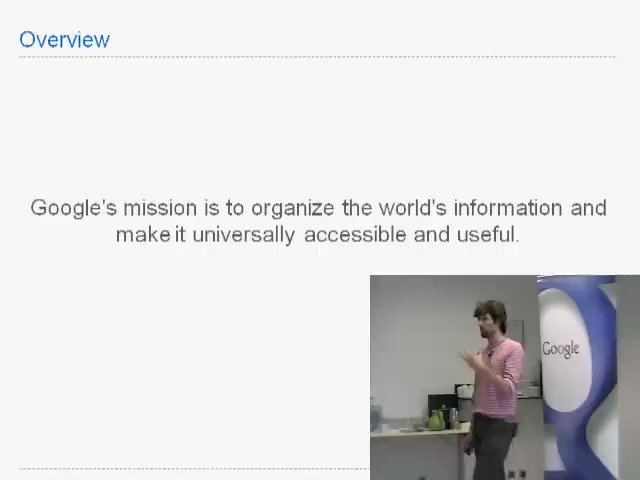 Overview
Google's mission is to organize the world's information and
make it universally accessible and useful.
Google